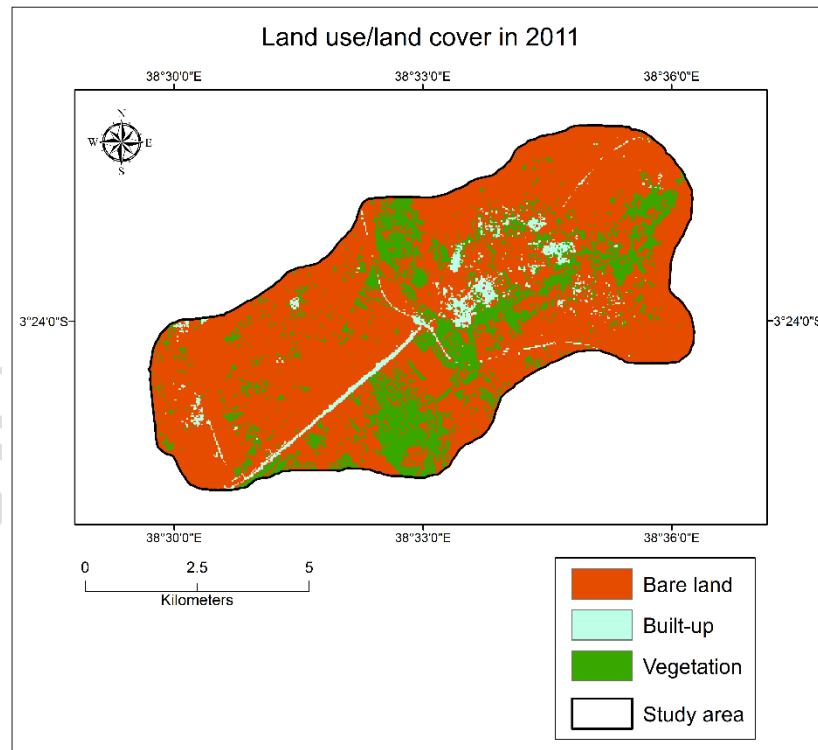 Land use/land cover in 2011
38°30'0"E 38°33'0"E 38°36'0"E
N
W E
S
3°24'0"S 3°24'0"S
38°30'0"E 38°33'0"E 38°36'0"E
0 2.5 5
Kilometers
Bare land
Built-up
Vegetation
Study area